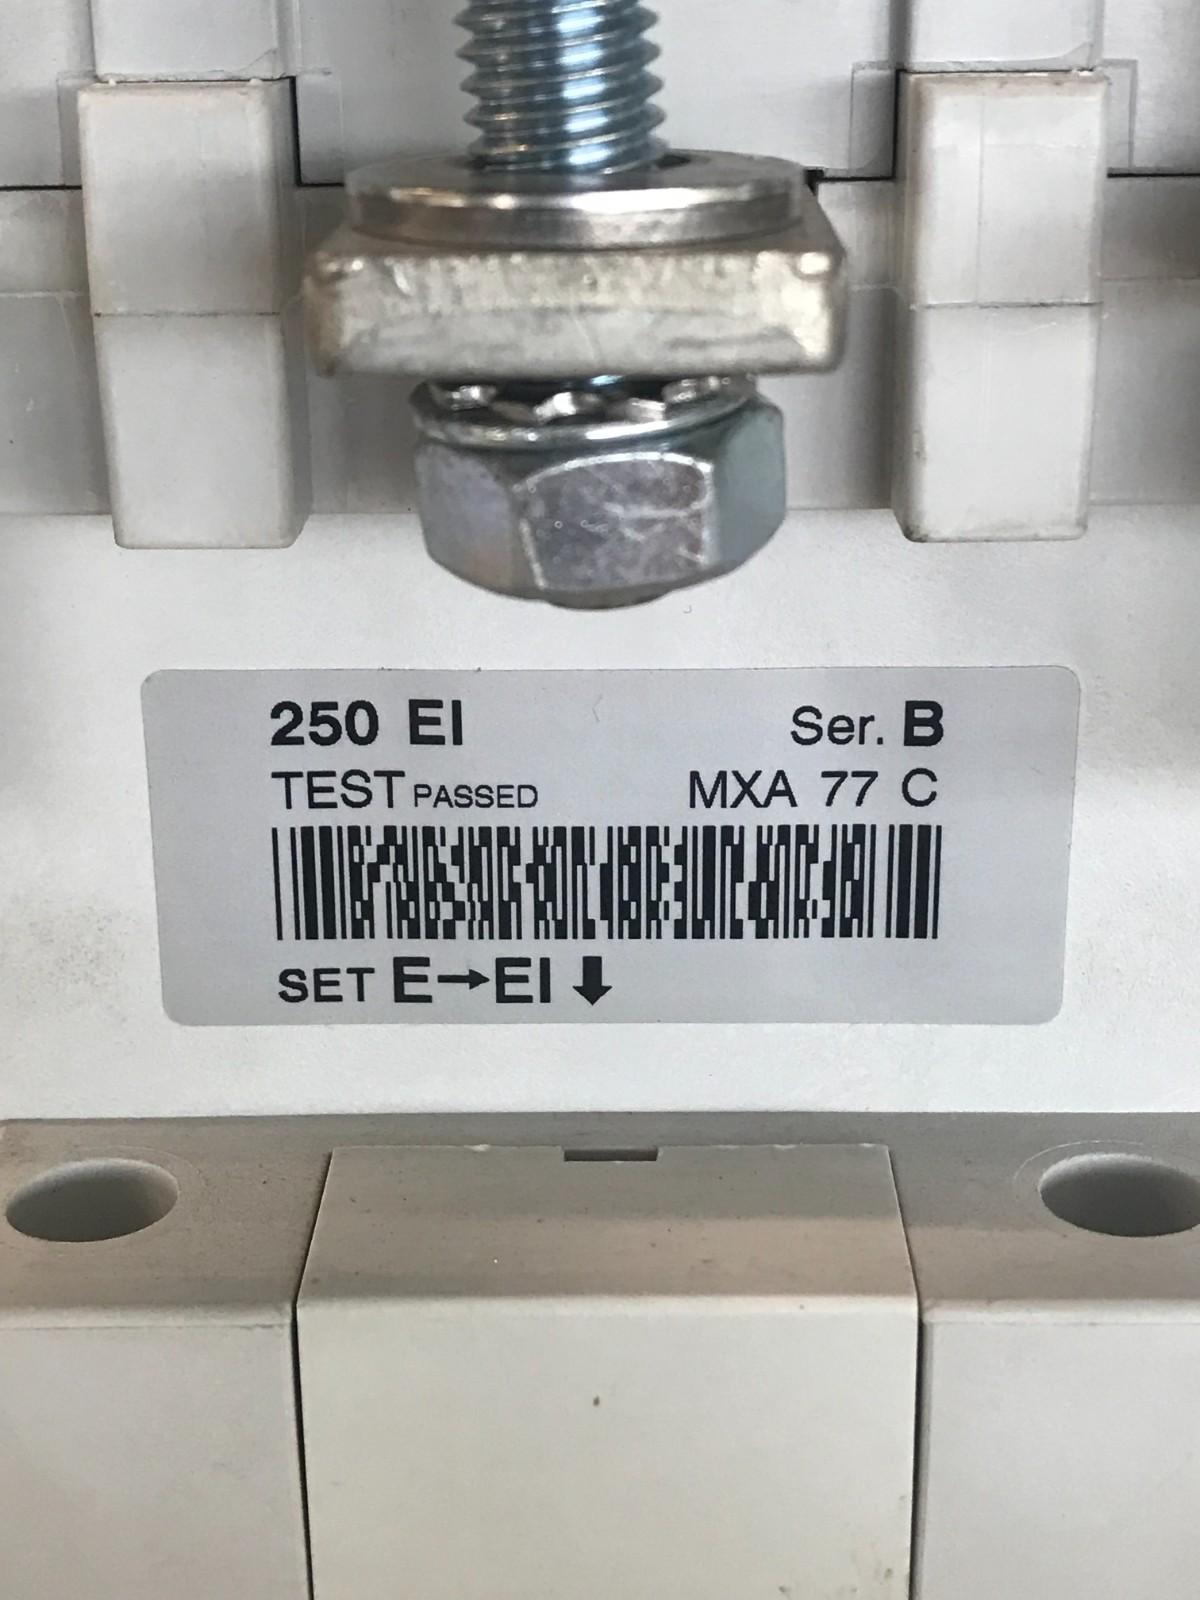 250 EI Ser. B
TEST PASSED MXA 77 C
SET E→EI ↓